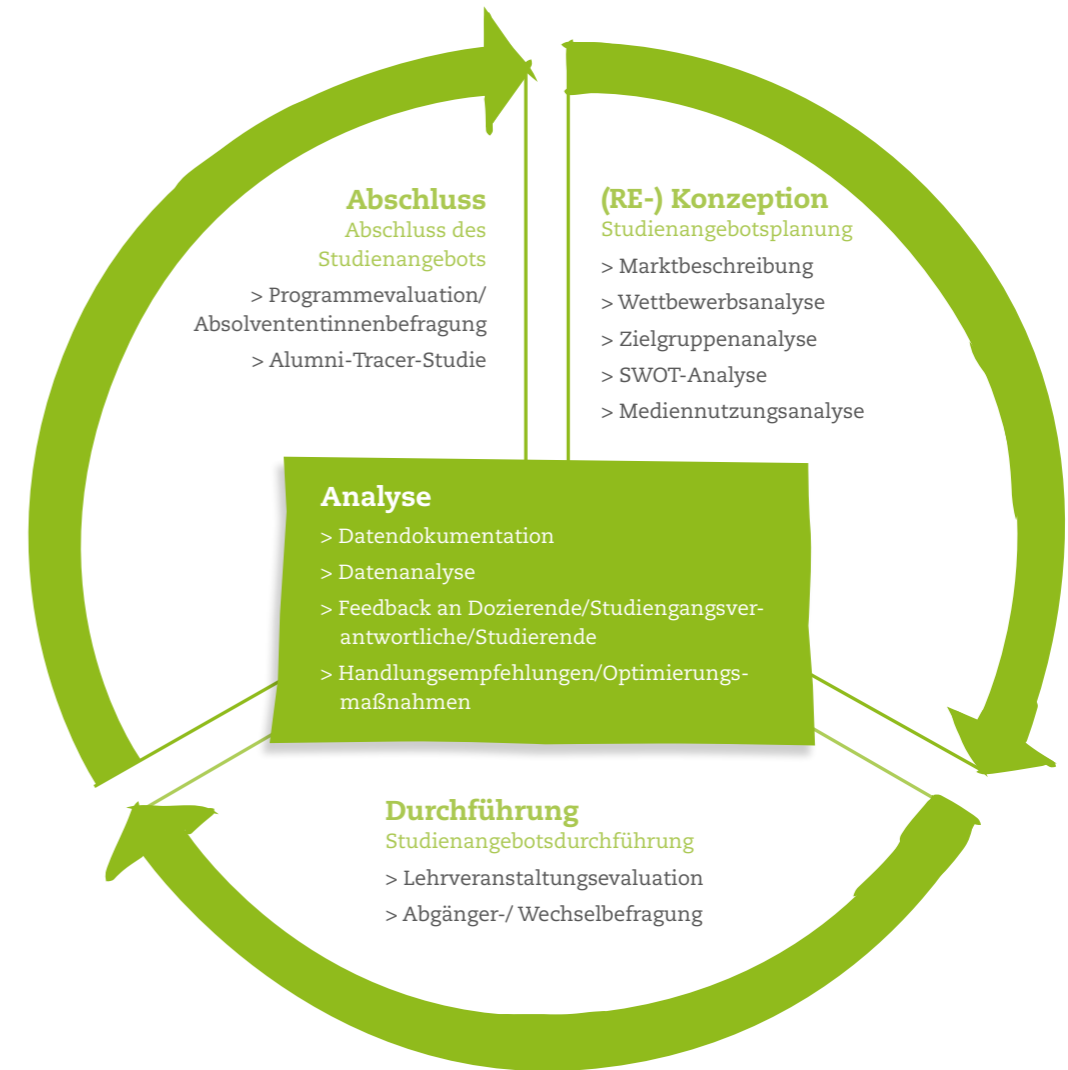 Abschluss
Abschluss des
Studienangebots
> Programmevaluation/
Absolvententinnenbefragung
> Alumni-Tracer-Studie
(RE-) Konzeption
Studienangebotsplanung
> Marktbeschreibung
> Wettbewerbsanalyse
> Zielgruppenanalyse
> SWOT-Analyse
> Mediennutzungsanalyse
Analyse
> Datendokumentation
> Datenanalyse
> Feedback an Dozierende/Studiengangsver-
antwortliche/Studierende
> Handlungsempfehlungen/Optimierungs-
maßnahmen
Durchführung
Studienangebotsdurchführung
> Lehrveranstaltungsevaluation
> Abgänger-/ Wechselbefragung